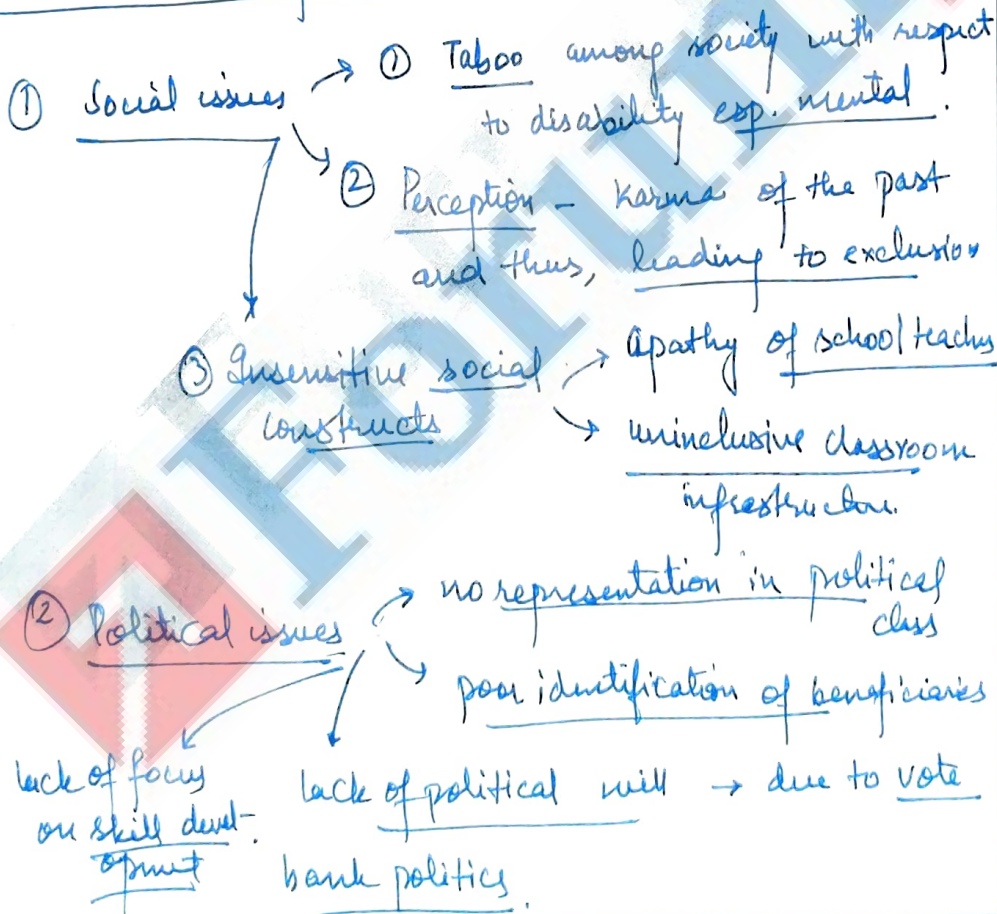 ① Social issues → ① Taboo among society with respect
to disability esp. mental.
② Perception - Karma of the past
and thus, leading to exclusion
③ Insensitive social
constructs
→ apathy of school/teachers
→ uninclusive classroom
infrastructure.
② Political issues
→ no representation in political
class
→ poor identification of beneficiaries
lack of focus
on skill devel-
opment
lack of political will → due to vote
bank politics.
Forum